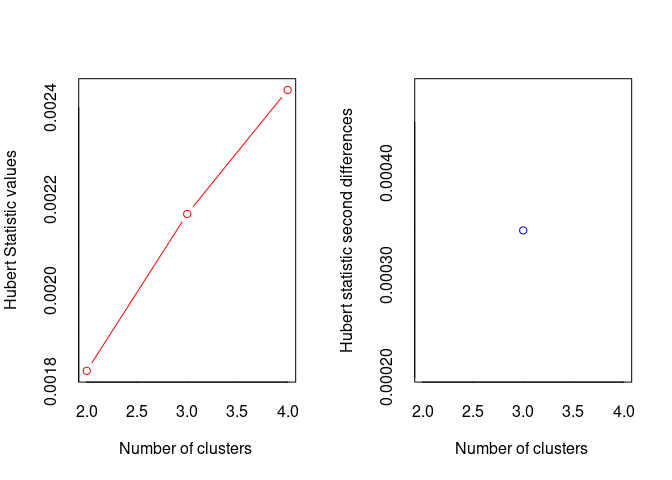 Hubert Statistic values
0.0024
0.0022
0.0020
0.0018
2.0 2.5 3.0 3.5 4.0
Number of clusters
Hubert statistic second differences
0.00040
0.00030
0.00020
2.0 2.5 3.0 3.5 4.0
Number of clusters